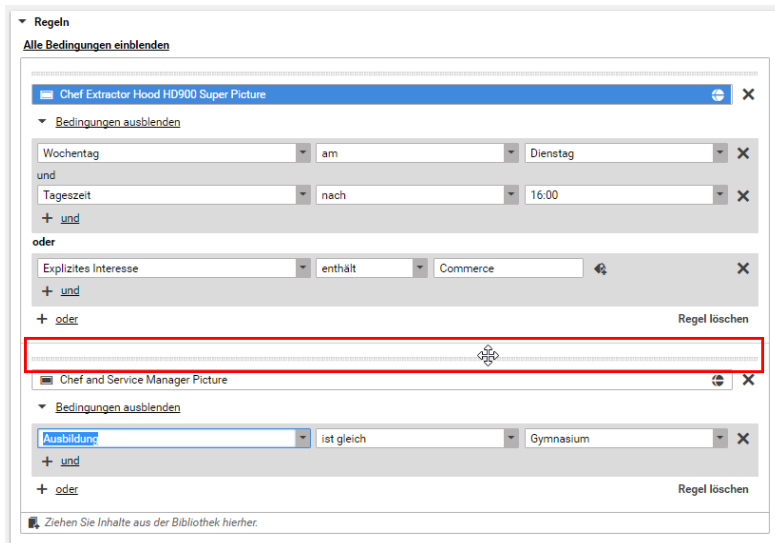 Regeln
Alle Bedingungen einblenden
Chef Extractor Hood HD900 Super Picture
Bedingungen ausblenden
Wochentag am Dienstag
und
Tageszeit nach 16:00
und
oder
Explizites Interesse enthält Commerce
und
oder Regel löschen
Chef and Service Manager Picture
Bedingungen ausblenden
Ausbildung ist gleich Gymnasium
und
oder Regel löschen
Ziehen Sie Inhalte aus der Bibliothek hierher.